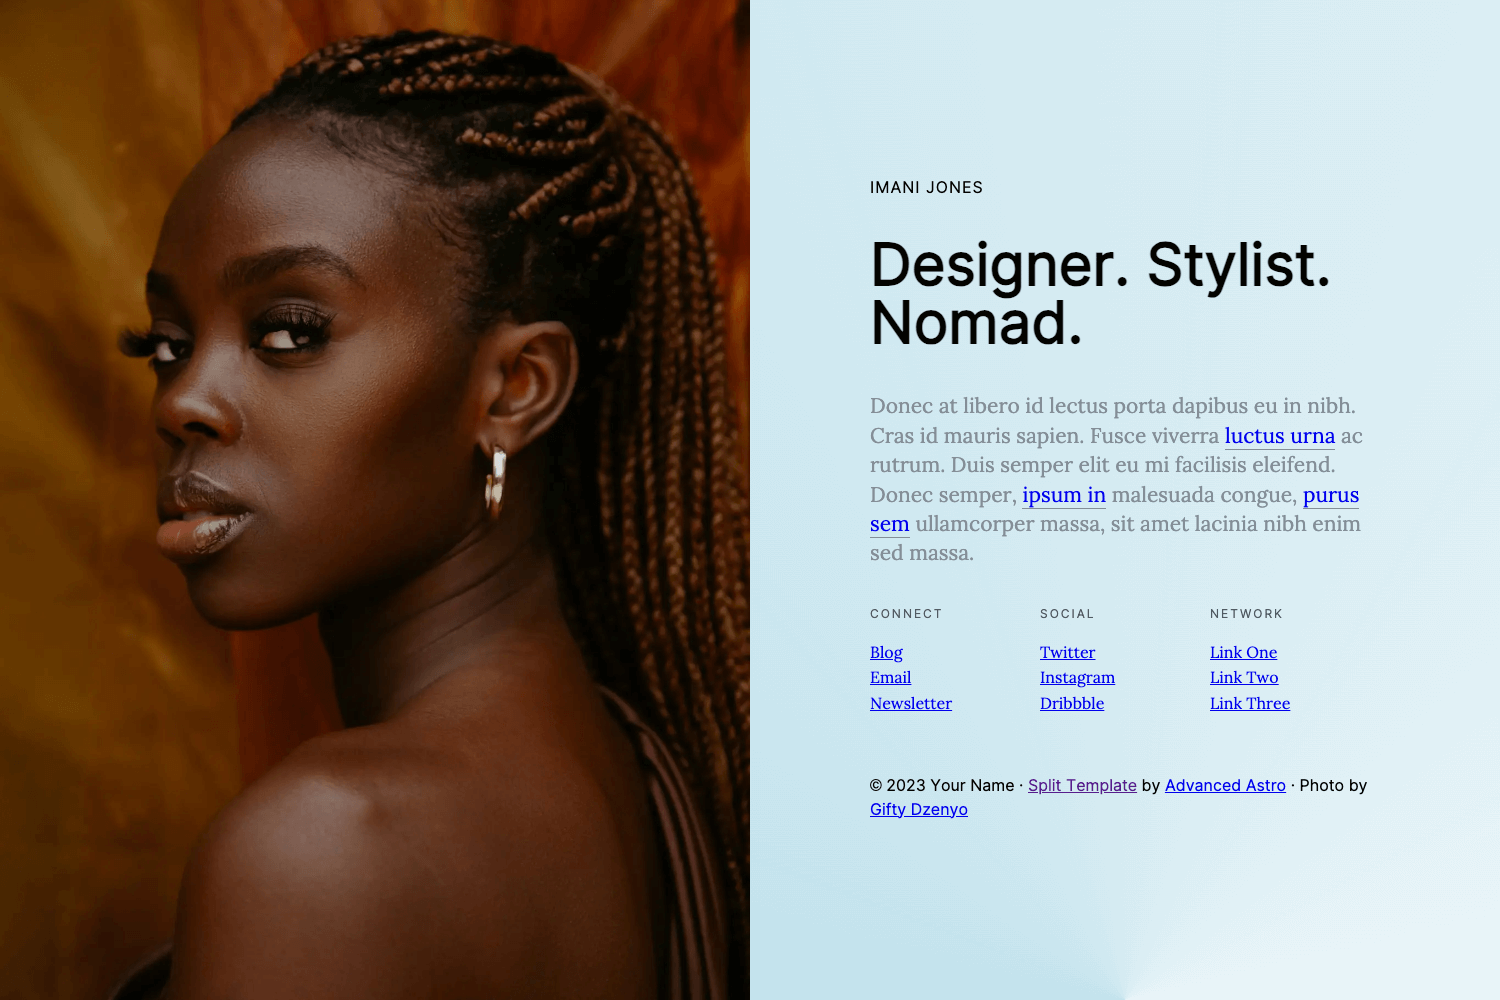 IMANI JONES
Designer. Stylist.
Nomad.
Donec at libero id lectus porta dapibus eu in nibh.
Cras id mauris sapien. Fusce viverra luctus urna ac
rutrum. Duis semper elit eu mi facilisis eleifend.
Donec semper, ipsum in malesuada congue, purus
sem ullamcorper massa, sit amet lacinia nibh enim
sed massa.
CONNECT
Blog
Email
Newsletter
SOCIAL
Twitter
Instagram
Dribbble
NETWORK
Link One
Link Two
Link Three
© 2023 Your Name · Split Template by Advanced Astro · Photo by
Gifty Dzenyo